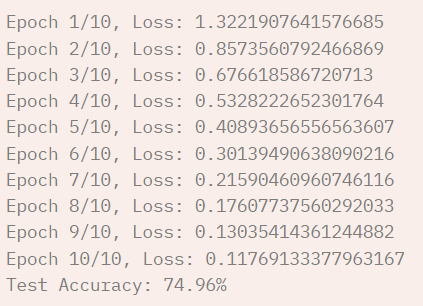 Epoch 1/10, Loss: 1.3221907641576685
Epoch 2/10, Loss: 0.8573560792466869
Epoch 3/10, Loss: 0.676618586720713
Epoch 4/10, Loss: 0.5328222652301764
Epoch 5/10, Loss: 0.40893656556563607
Epoch 6/10, Loss: 0.30139490638090216
Epoch 7/10, Loss: 0.21590460960746116
Epoch 8/10, Loss: 0.17607737560292033
Epoch 9/10, Loss: 0.13035414361244882
Epoch 10/10, Loss: 0.11769133377963167
Test Accuracy: 74.96%